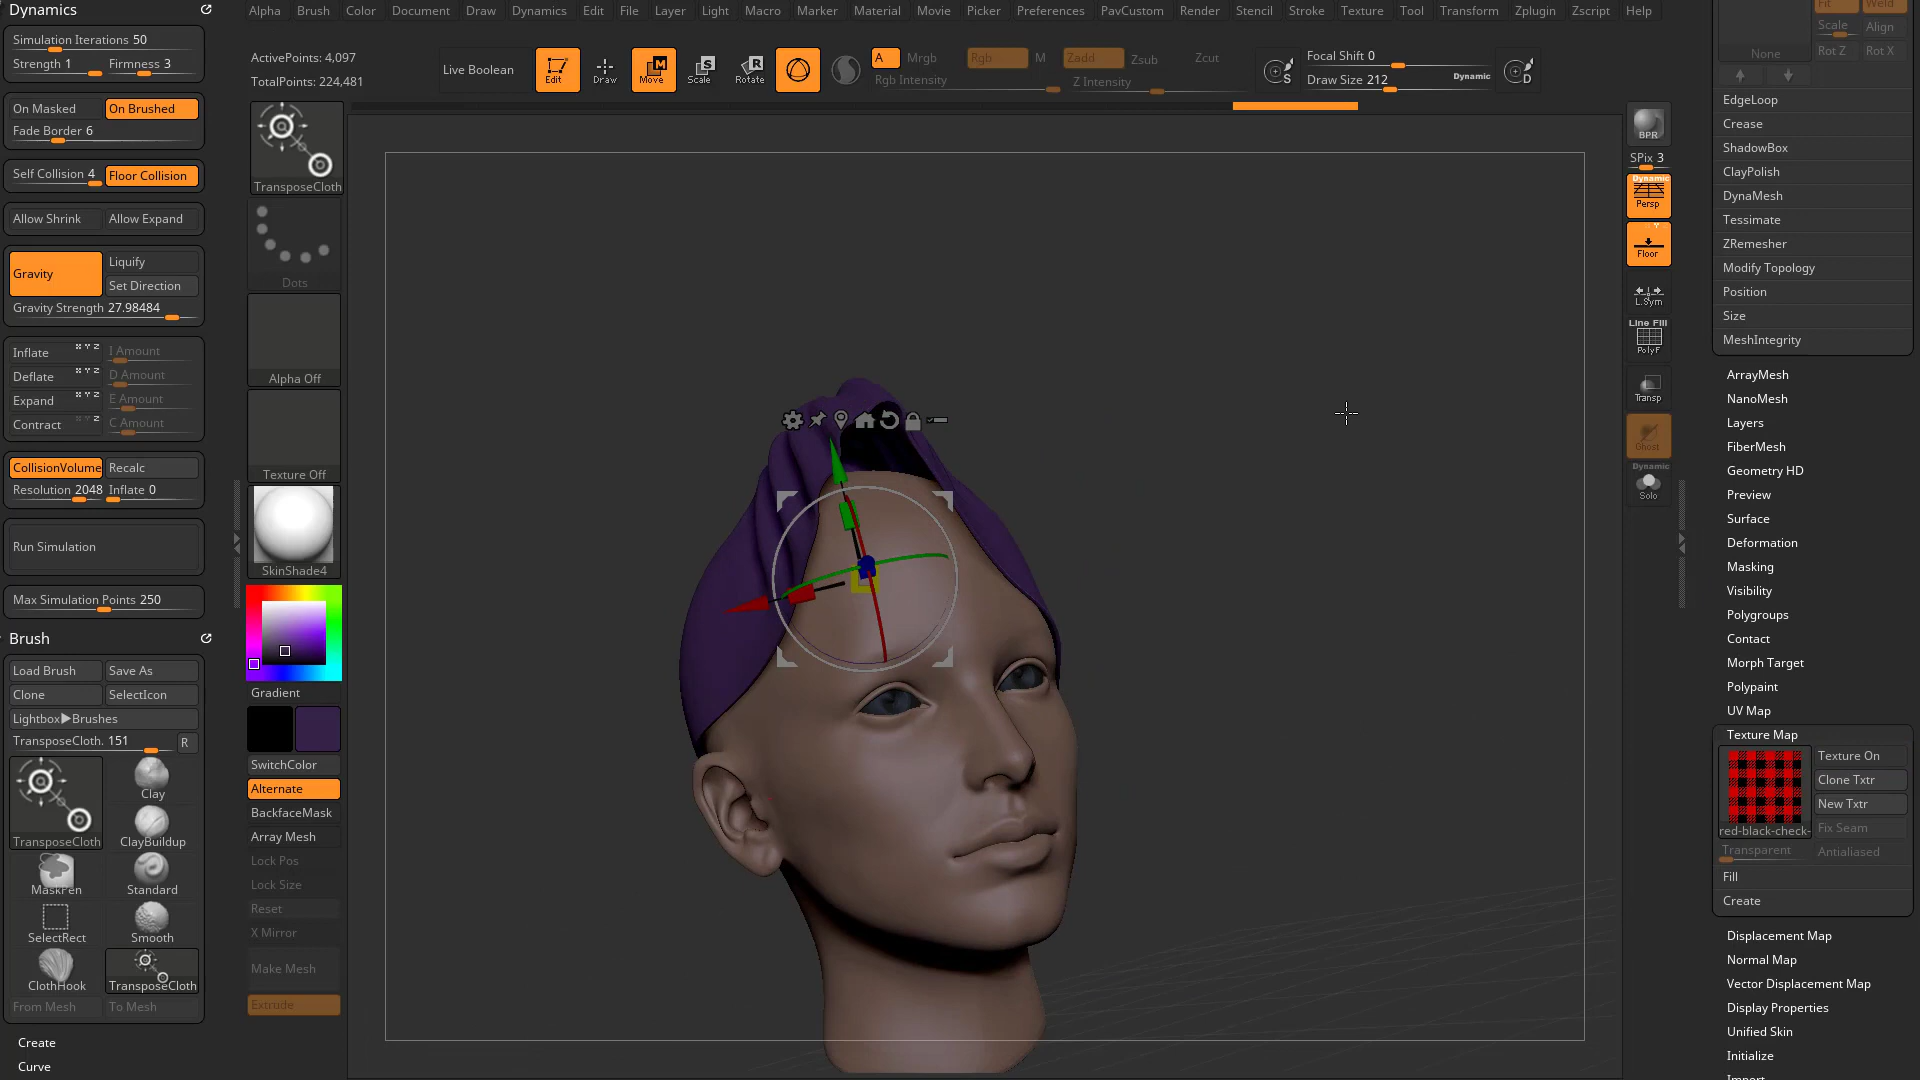 Dynamics
Simulation Iterations 50
Strength 1 Firmness 3
On Masked On Brushed
Fade Border 6
Self Collision 4 Floor Collision
Allow Shrink Allow Expand
Gravity
Liquify
Set Direction
Gravity Strength 27.98484
Inflate I Amount
Deflate D Amount
Expand E Amount
Contract C Amount
CollisionVolume Recalc
Resolution 2048 Inflate 0
Run Simulation
Max Simulation Points 250
Brush
Load Brush Save As
Clone SelectIcon
Lightbox▶Brushes
TransposeCloth. 151 R
TransposeCloth
Clay
ClayBuildup
MaskPen
Standard
SelectRect
Smooth
ClothHook
TransposeCloth
From Mesh To Mesh
Create
Curve
Alpha Brush Color Document Draw Dynamics Edit File Layer Light Macro Marker Material Movie Picker Preferences PavCustom Render Stencil Stroke Texture Tool Transform Zplugin Zscript Help
ActivePoints: 4,097
TotalPoints: 224,481
Live Boolean
Edit
Draw
Move
Scale
Rotate
A Mrgb
Rgb M
Rgb Intensity
Zadd Zsub Zcut
Z Intensity
S
Focal Shift 0
Draw Size 212 Dynamic
D
TransposeCloth
Dots
Alpha Off
Texture Off
SkinShade4
Gradient
SwitchColor
Alternate
BackfaceMask
Array Mesh
Lock Pos
Lock Size
Reset
X Mirror
Make Mesh
Extrude
BPR
SPix 3
Dynamic
Persp
Floor
L.Sym
Line Fill
PolyF
Transp
Ghost
Dynamic
Solo
None
Fit Weld
Scale Align
Rot Z Rot X
EdgeLoop
Crease
ShadowBox
ClayPolish
DynaMesh
Tessimate
ZRemesher
Modify Topology
Position
Size
MeshIntegrity
ArrayMesh
NanoMesh
Layers
FiberMesh
Geometry HD
Preview
Surface
Deformation
Masking
Visibility
Polygroups
Contact
Morph Target
Polypaint
UV Map
Texture Map
Texture On
Clone Txtr
New Txtr
Fix Seam
red-black-check-
Transparent Antialiased
Fill
Create
Displacement Map
Normal Map
Vector Displacement Map
Display Properties
Unified Skin
Initialize
Import